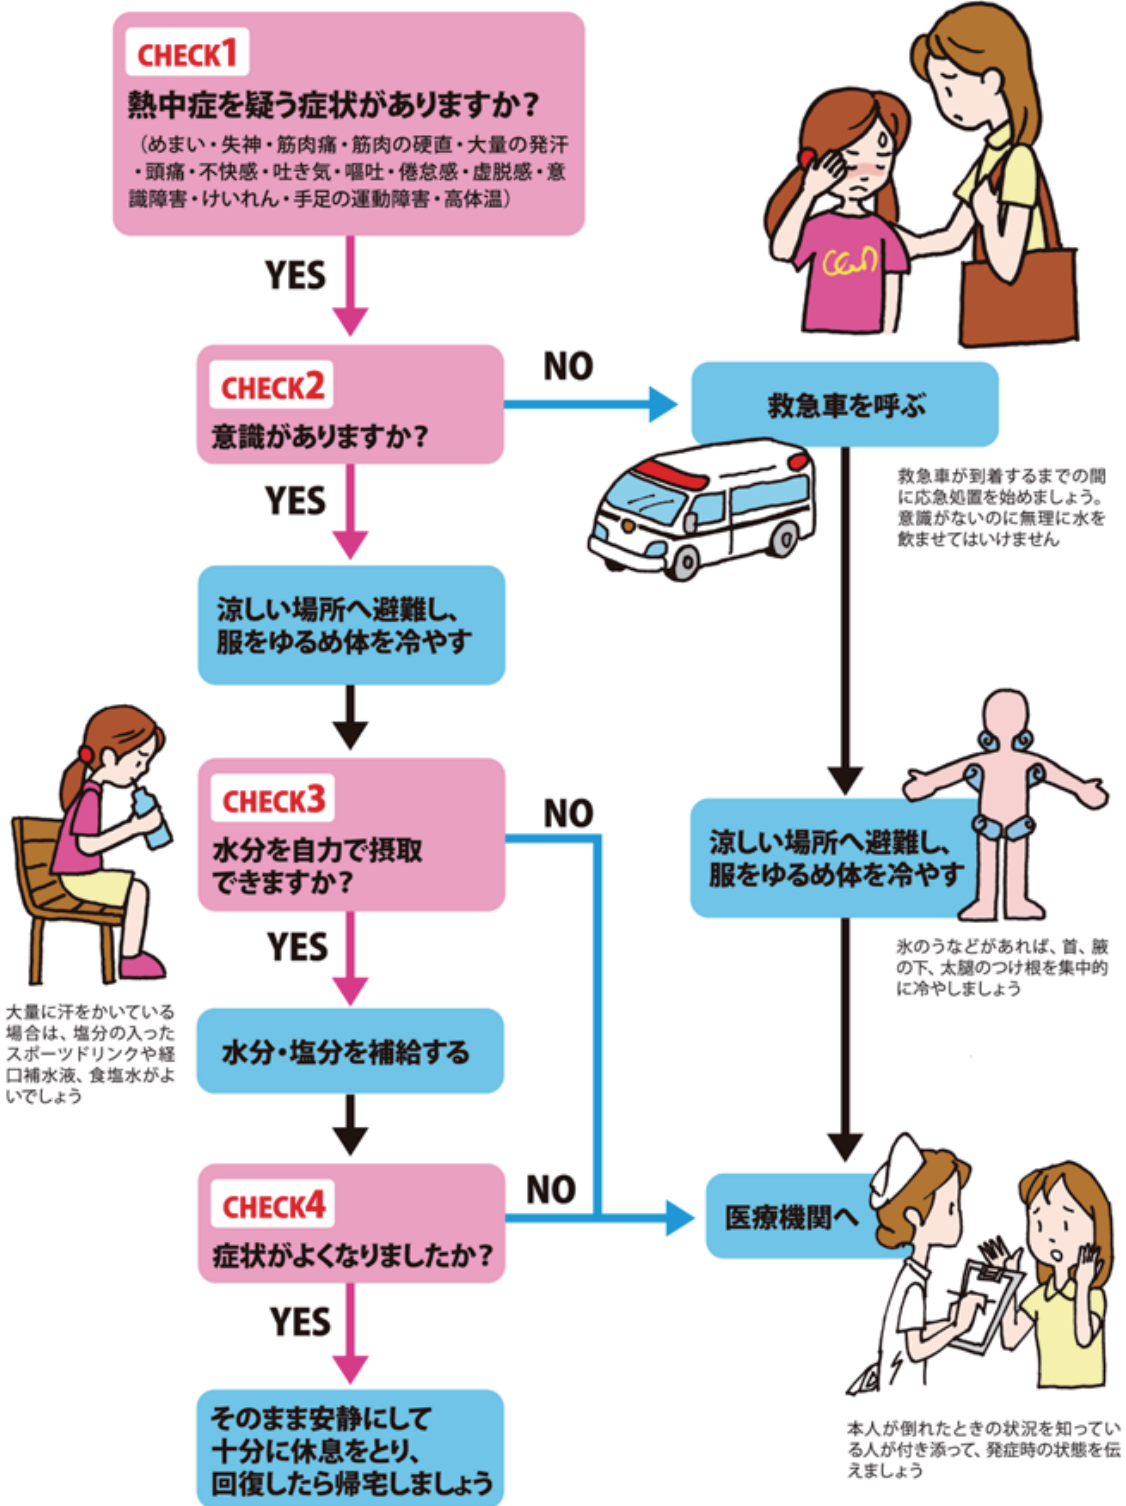 CHECK1
熱中症を疑う症状がありますか?
（めまい・失神・筋肉痛・筋肉の硬直・大量の発汗
・頭痛・不快感・吐き気・嘔吐・倦怠感・虚脱感・意
識障害・けいれん・手足の運動障害・高体温）
YES
CHECK2
意識がありますか?
NO
救急車を呼ぶ
救急車が到着するまでの間
に応急処置を始めましょう。
意識がないのに無理に水を
飲ませてはいけません
YES
涼しい場所へ避難し、
服をゆるめ体を冷やす
CHECK3
水分を自力で摂取
できますか?
NO
涼しい場所へ避難し、
服をゆるめ体を冷やす
氷のうなどがあれば、首、腋
の下、太腿のつけ根を集中的
に冷やしましょう
YES
大量に汗をかいている
場合は、塩分の入った
スポーツドリンクや経
口補水液、食塩水がよ
いでしょう
水分・塩分を補給する
CHECK4
症状がよくなりましたか?
NO
医療機関へ
本人が倒れたときの状況を知ってい
る人が付き添って、発症時の状態を伝
えましょう
YES
そのまま安静にして
十分に休息をとり、
回復したら帰宅しましょう